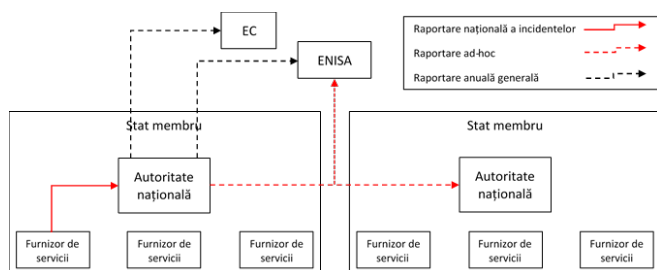 EC
ENISA
Raportare națională a incidentelor
Raportare ad-hoc
Raportare anuală generală
Stat membru
Autoritate
națională
Furnizor de
servicii
Furnizor de
servicii
Furnizor de
servicii
Stat membru
Autoritate
națională
Furnizor de
servicii
Furnizor de
servicii
Furnizor de
servicii